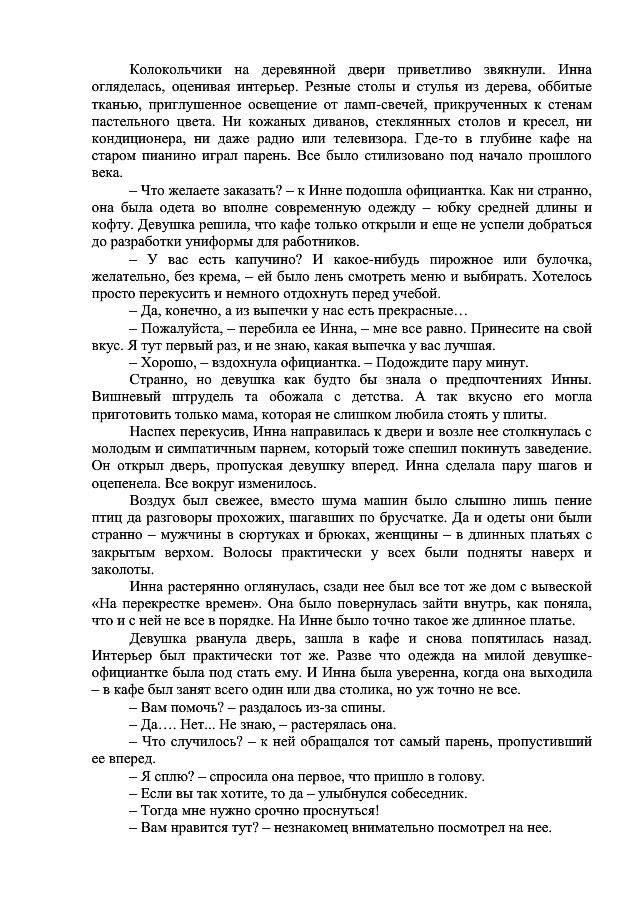 Колокольчики на деревянной двери приветливо звякнули. Инна
огляделась, оценивая интерьер. Резные столы и стулья из дерева, оббитые
тканью, приглушенное освещение от ламп-свечей, прикрученных к стенам
пастельного цвета. Ни кожаных диванов, стеклянных столов и кресел, ни
кондиционера, ни даже радио или телевизора. Где-то в глубине кафе на
старом пианино играл парень. Все было стилизовано под начало прошлого
века.
– Что желаете заказать? – к Инне подошла официантка. Как ни странно,
она была одета во вполне современную одежду – юбку средней длины и
кофту. Девушка решила, что кафе только открыли и еще не успели добраться
до разработки униформы для работников.
– У вас есть капучино? И какое-нибудь пирожное или булочка,
желательно, без крема, – ей было лень смотреть меню и выбирать. Хотелось
просто перекусить и немного отдохнуть перед учебой.
– Да, конечно, а из выпечки у нас есть прекрасные…
– Пожалуйста, – перебила ее Инна, – мне все равно. Принесите на свой
вкус. Я тут первый раз, и не знаю, какая выпечка у вас лучшая.
– Хорошо, – вздохнула официантка. – Подождите пару минут.
Странно, но девушка как будто бы знала о предпочтениях Инны.
Вишневый штрудель та обожала с детства. А так вкусно его могла
приготовить только мама, которая не слишком любила стоять у плиты.
Наспех перекусив, Инна направилась к двери и возле нее столкнулась с
молодым и симпатичным парнем, который тоже спешил покинуть заведение.
Он открыл дверь, пропуская девушку вперед. Инна сделала пару шагов и
оцепенела. Все вокруг изменилось.
Воздух был свежее, вместо шума машин было слышно лишь пение
птиц да разговоры прохожих, шагавших по брусчатке. Да и одеты они были
странно – мужчины в сюртуках и брюках, женщины – в длинных платьях с
закрытым верхом. Волосы практически у всех были подняты наверх и
заколоты.
Инна растерянно оглянулась, сзади нее был все тот же дом с вывеской
«На перекрестке времен». Она было повернулась зайти внутрь, как поняла,
что и с ней не все в порядке. На Инне было точно такое же длинное платье.
Девушка рванула дверь, зашла в кафе и снова попятилась назад.
Интерьер был практически тот же. Разве что одежда на милой девушке-
официантке была под стать ему. И Инна была уверенна, когда она выходила
– в кафе был занят всего один или два столика, но уж точно не все.
– Вам помочь? – раздалось из-за спины.
– Да…. Нет... Не знаю, – растерялась она.
– Что случилось? – к ней обращался тот самый парень, пропустивший
ее вперед.
– Я сплю? – спросила она первое, что пришло в голову.
– Если вы так хотите, то да – улыбнулся собеседник.
– Тогда мне нужно срочно проснуться!
– Вам нравится тут? – незнакомец внимательно посмотрел на нее.